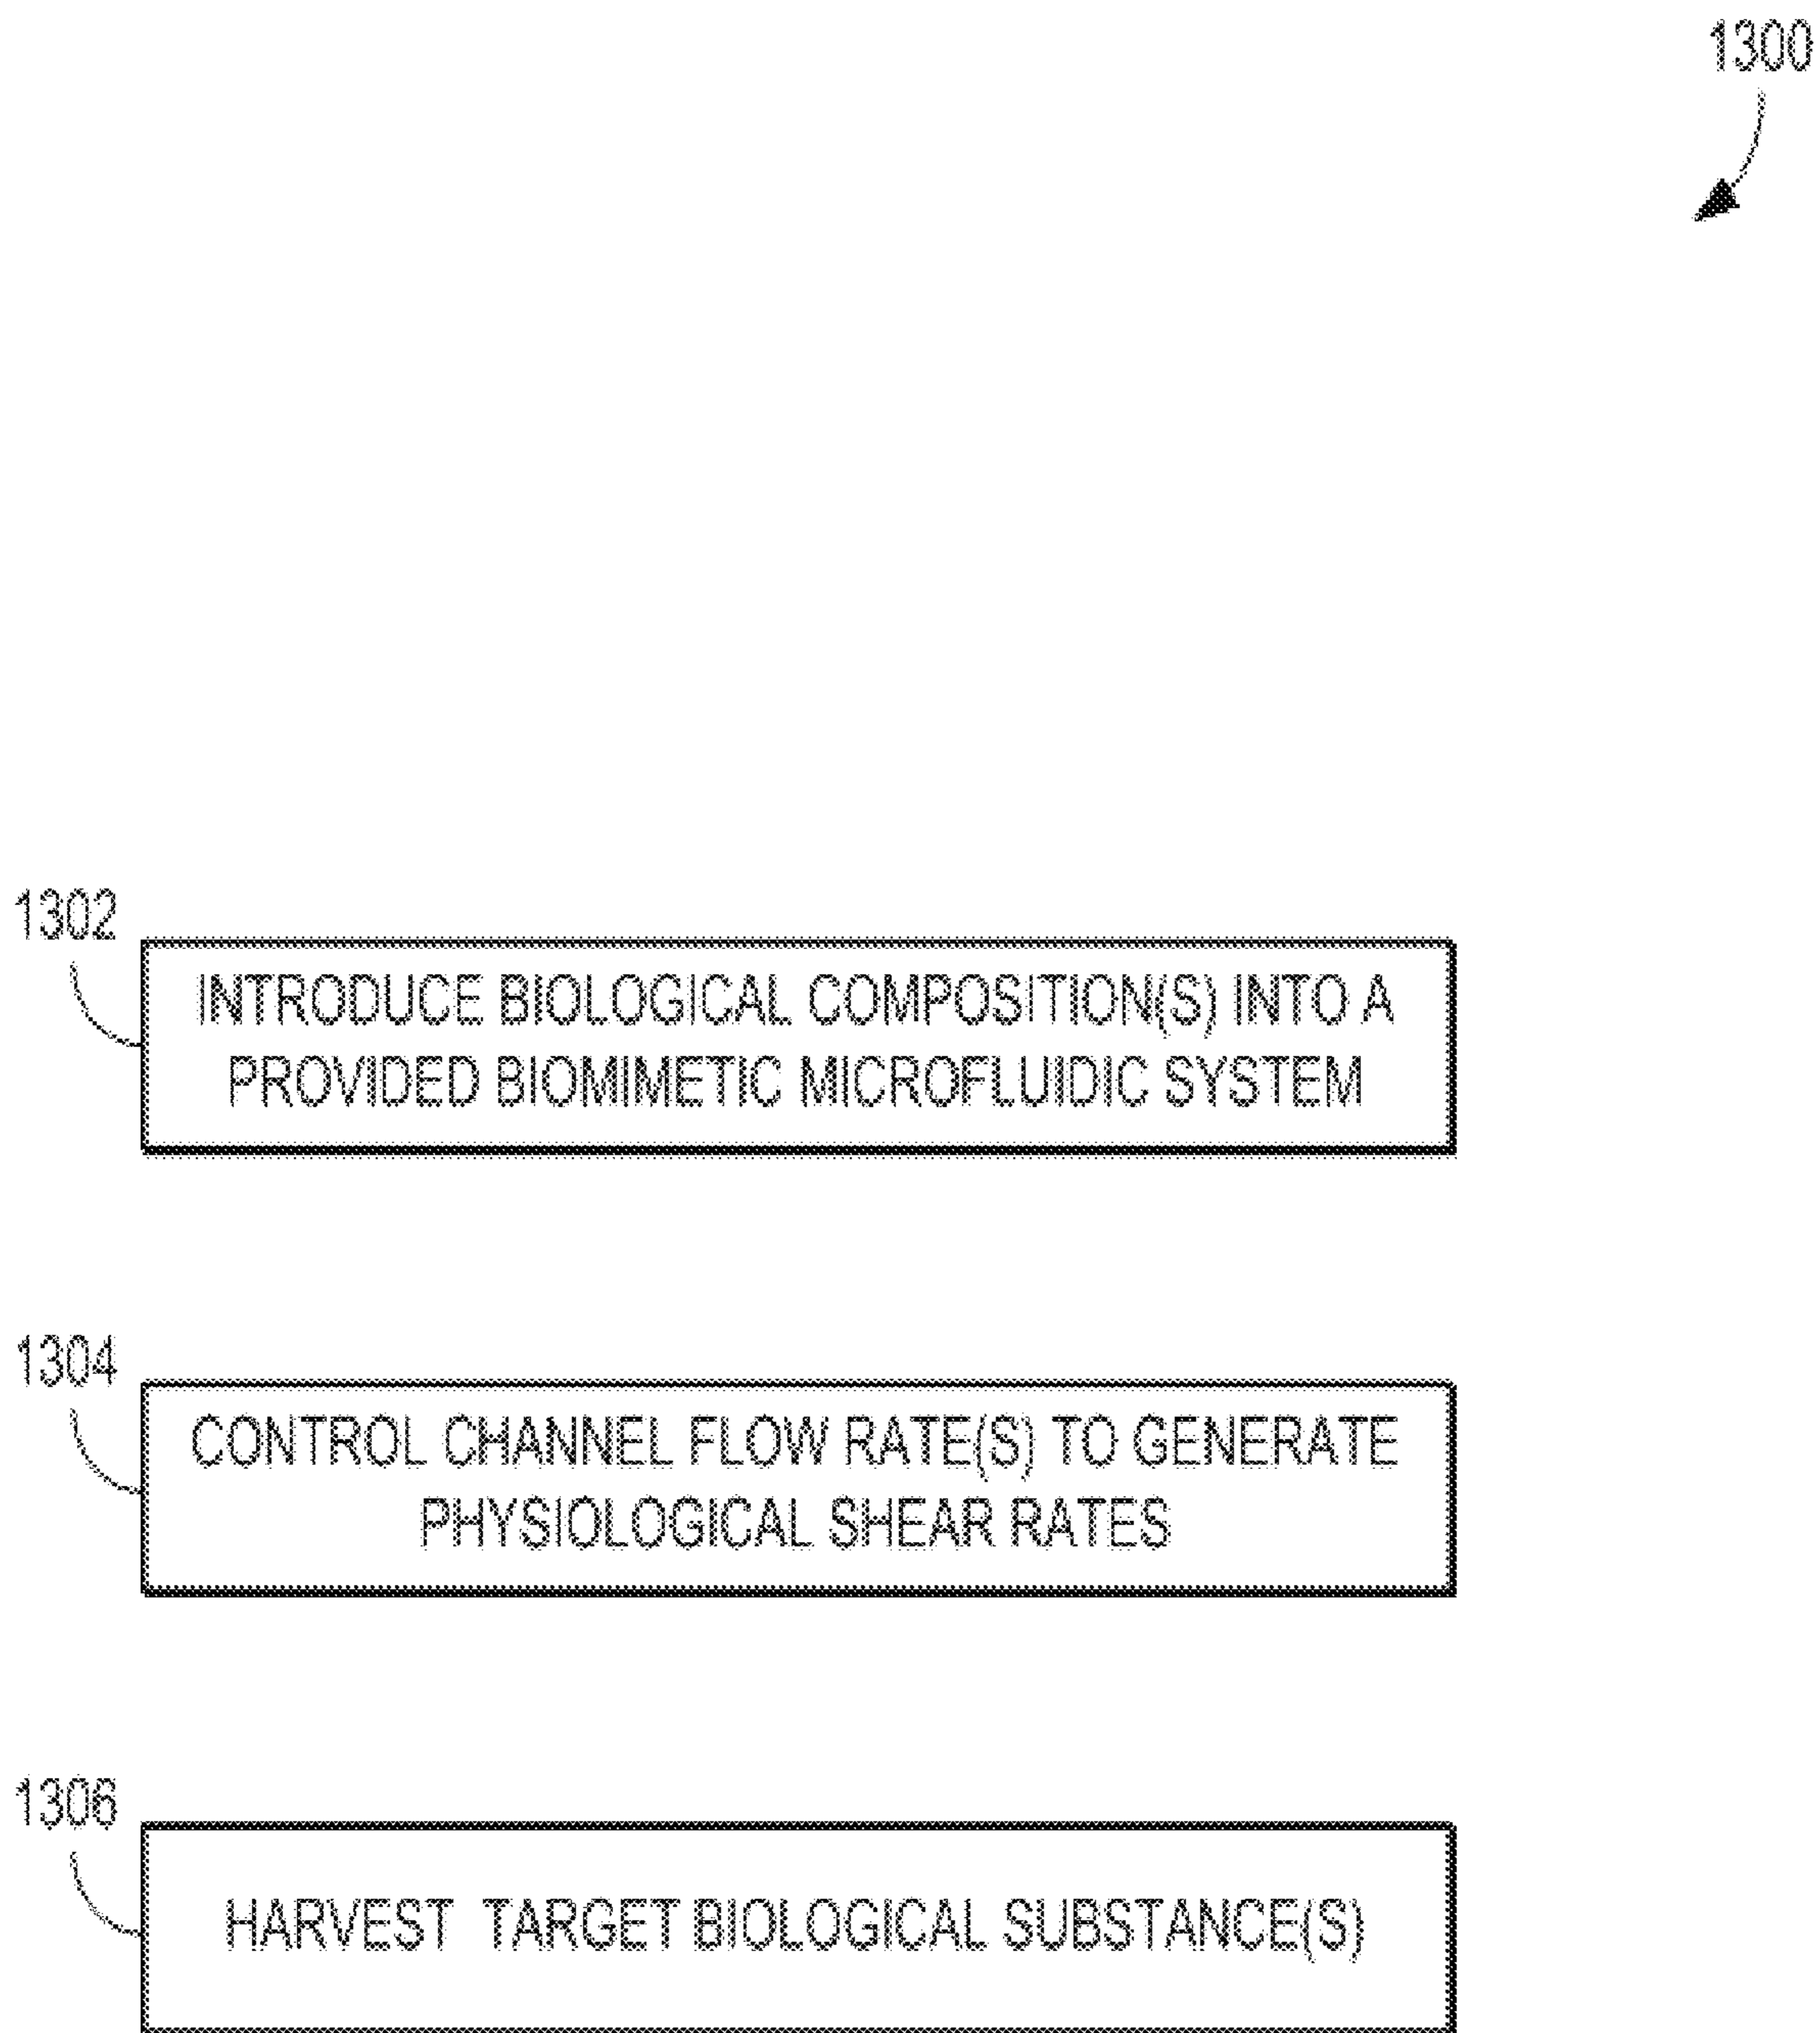 1300
1302
INTRODUCE BIOLOGICAL COMPOSITION(S) INTO A
PROVIDED BIOMIMETIC MICROFLUIDIC SYSTEM
1304
CONTROL CHANNEL FLOW RATE(S) TO GENERATE
PHYSIOLOGICAL SHEAR RATES
1306
HARVEST TARGET BIOLOGICAL SUBSTANCE(S)